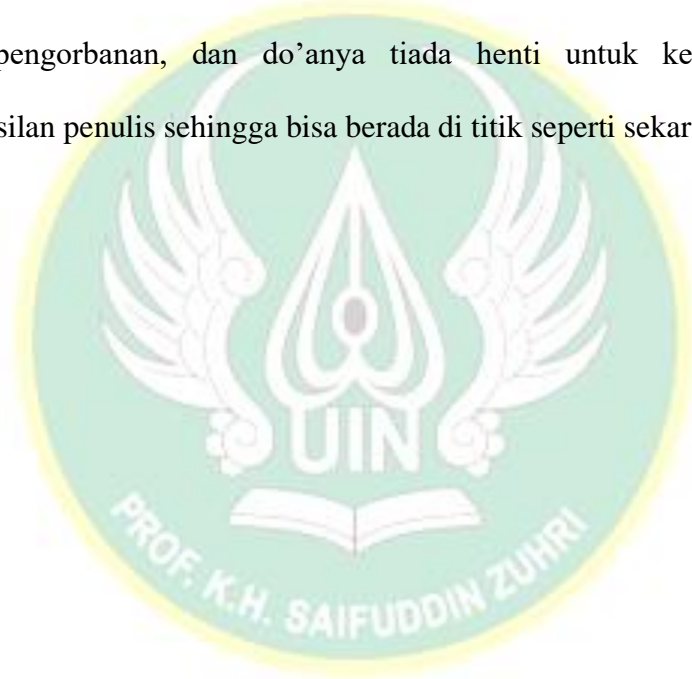 pengorbanan, dan do’anya tiada henti untuk ke
silan penulis sehingga bisa berada di titik seperti sekar
UIN
PROF. K.H. SAIFUDDIN ZUHRI